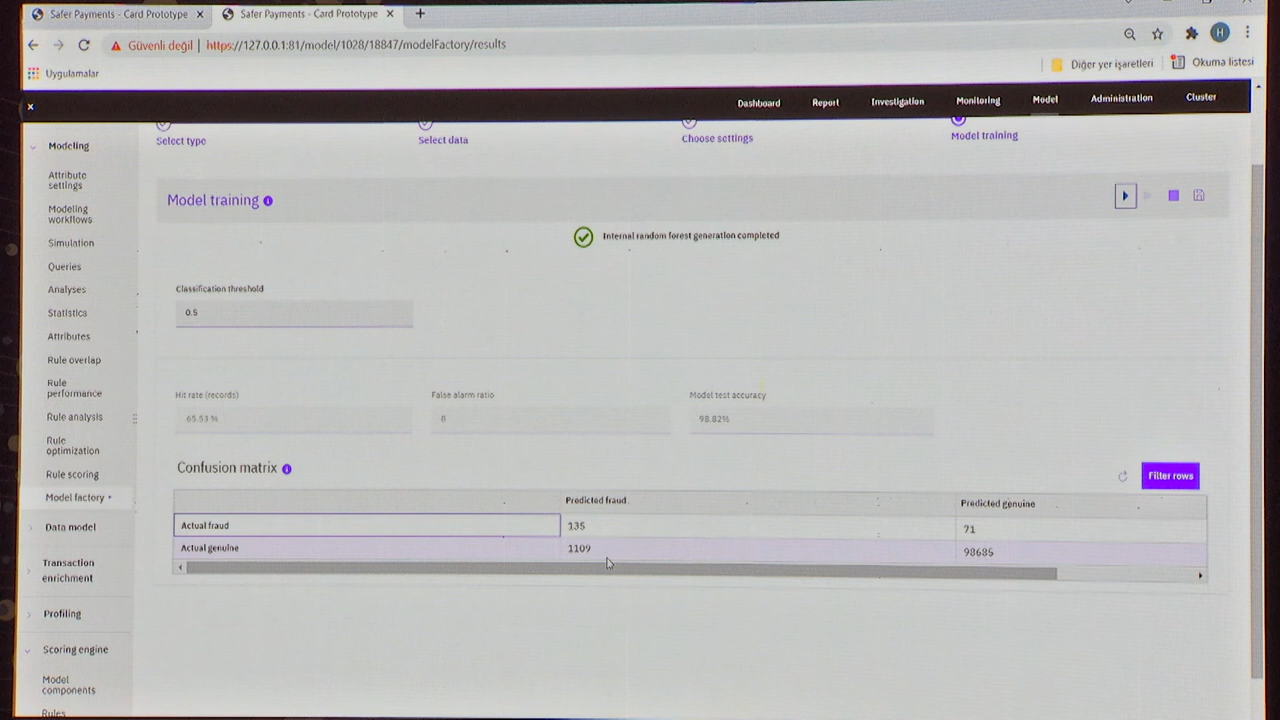 Safer Payments - Card Prototype
Safer Payments - Card Prototype
Güvenli değil | https://127.0.0.1:81/model/1028/18847/modelFactory/results
H
Uygulamalar
Diğer yer işaretleri
Okuma listesi
Dashboard
Report
Investigation
Monitoring
Model
Administration
Cluster
Modeling
Attribute
settings
Modeling
workflows
Simulation
Queries
Analyses
Statistics
Attributes
Rule overlap
Rule
performance
Rule analysis
Rule
optimization
Rule scoring
Model factory
Data model
Transaction
enrichment
Profiling
Scoring engine
Model
components
Rules
Select type
Select data
Choose settings
Model training
Model training
Internal random forest generation completed
Classification threshold
0.5
Hit rate (records)
False alarm ratio
Model test accuracy
65.53 %
8
98.82%
Confusion matrix
Filter rows
Predicted fraud
Predicted genuine
Actual fraud
135
71
Actual genuine
1109
98685